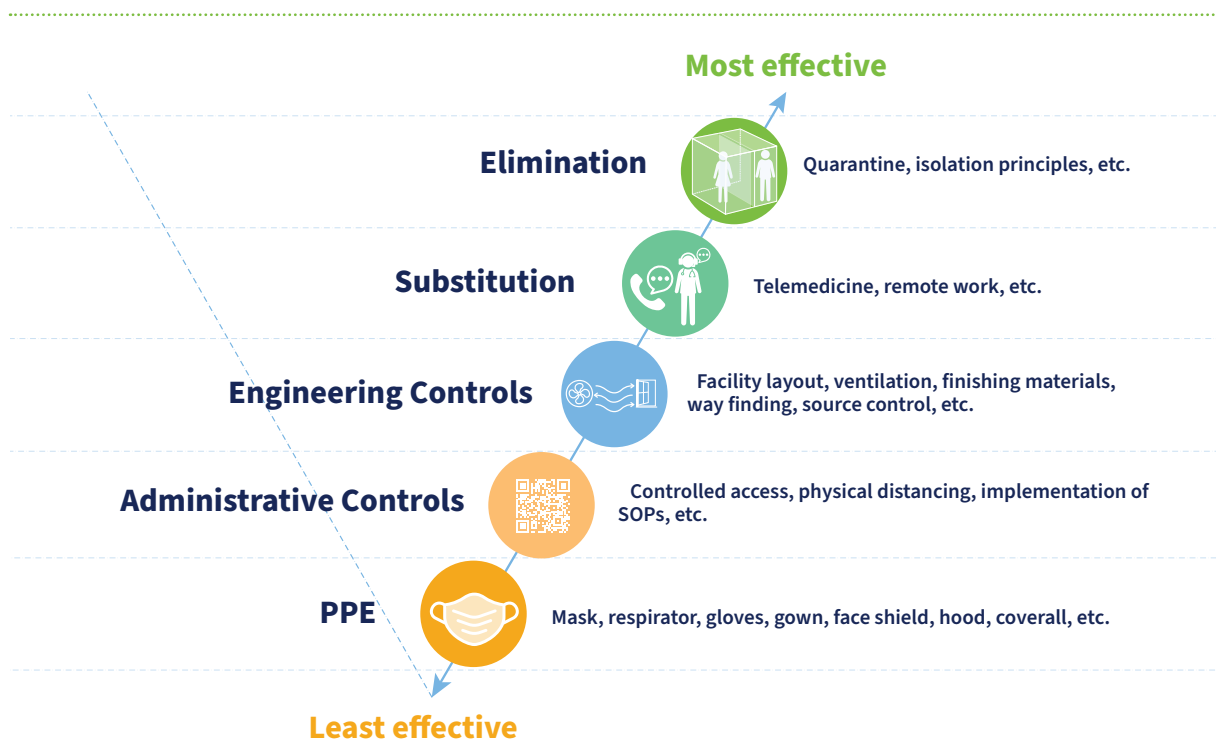 Most effective
Elimination
Quarantine, isolation principles, etc.
Substitution
Telemedicine, remote work, etc.
Engineering Controls
Facility layout, ventilation, finishing materials,
way finding, source control, etc.
Administrative Controls
Controlled access, physical distancing, implementation of
SOPs, etc.
PPE
Mask, respirator, gloves, gown, face shield, hood, coverall, etc.
Least effective